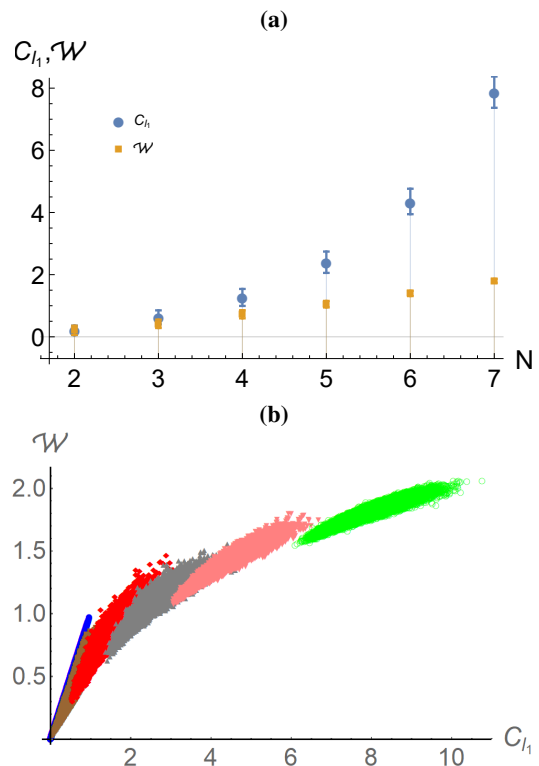 (a)
C_{l_1}, 𝒲
8
6
4
2
0
C_{l_1}
𝒲
2 3 4 5 6 7 N
(b)
𝒲
2.0
1.5
1.0
0.5
2 4 6 8 10 C_{l_1}